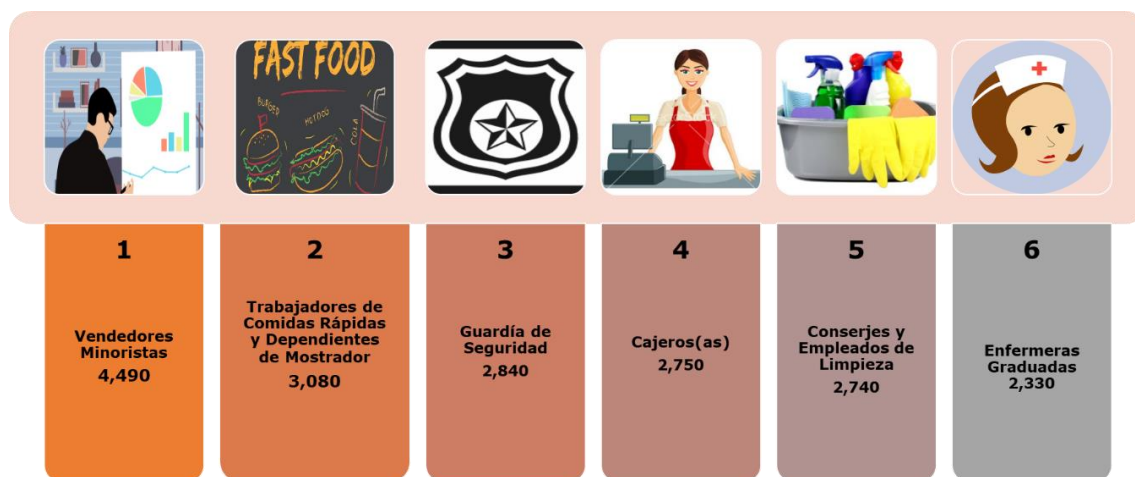 FAST FOOD
BURGER
HOTDOG
COLA
1
Vendedores
Minoristas
4,490
2
Trabajadores de
Comidas Rápidas
y Dependientes
de Mostrador
3,080
3
Guardía de
Seguridad
2,840
4
Cajeros(as)
2,750
5
Conserjes y
Empleados de
Limpieza
2,740
6
Enfermeras
Graduadas
2,330